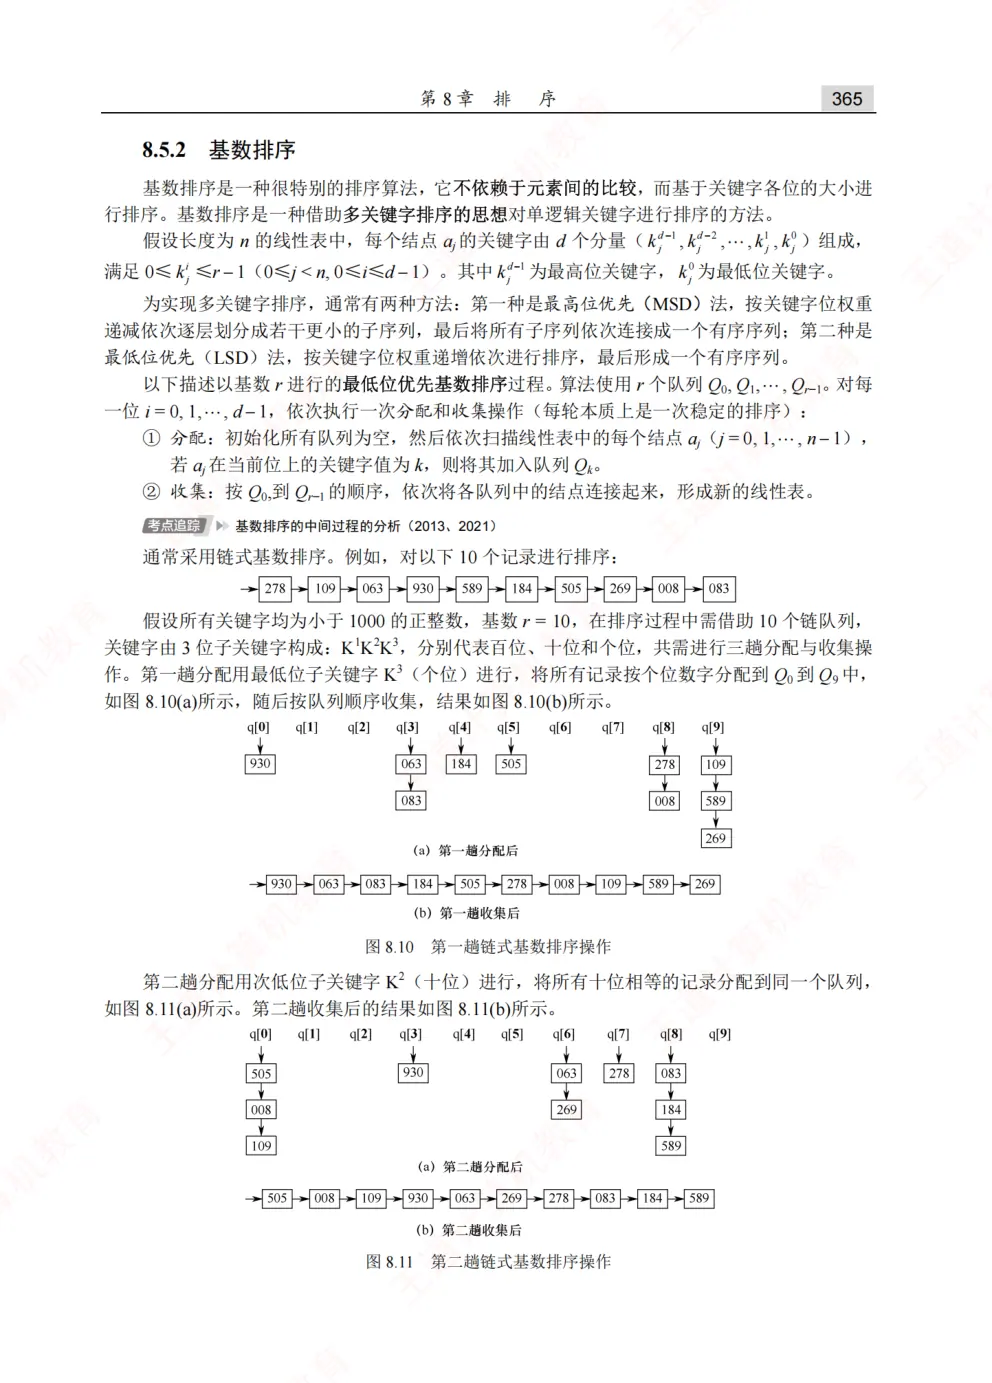 第8章 排 序 365
8.5.2 基数排序
基数排序是一种很特别的排序算法，它不依赖于元素间的比较，而基于关键字各位的大小进
行排序。基数排序是一种借助多关键字排序的思想对单逻辑关键字进行排序的方法。
假设长度为 n 的线性表中，每个结点 aⱼ 的关键字由 d 个分量（kⱼᵈ⁻¹, kⱼᵈ⁻², ⋯, kⱼ¹, kⱼ⁰）组成，
满足 0≤ kⱼⁱ ≤r−1（0≤j < n, 0≤i≤d−1）。其中 kⱼᵈ⁻¹ 为最高位关键字，kⱼ⁰ 为最低位关键字。
为实现多关键字排序，通常有两种方法：第一种是最高位优先（MSD）法，按关键字位权重
递减依次逐层划分成若干更小的子序列，最后将所有子序列依次连接成一个有序序列；第二种是
最低位优先（LSD）法，按关键字位权重递增依次进行排序，最后形成一个有序序列。
以下描述以基数 r 进行的最低位优先基数排序过程。算法使用 r 个队列 Q₀, Q₁,⋯, Qᵣ₋₁。对每
一位 i = 0, 1,⋯, d−1，依次执行一次分配和收集操作（每轮本质上是一次稳定的排序）：
① 分配：初始化所有队列为空，然后依次扫描线性表中的每个结点 aⱼ（j = 0, 1,⋯, n−1），
若 aⱼ 在当前位上的关键字值为 k，则将其加入队列 Qₖ。
② 收集：按 Q₀,到 Qᵣ₋₁ 的顺序，依次将各队列中的结点连接起来，形成新的线性表。
考点追踪 基数排序的中间过程的分析（2013、2021）
通常采用链式基数排序。例如，对以下 10 个记录进行排序：
278 109 063 930 589 184 505 269 008 083
假设所有关键字均为小于 1000 的正整数，基数 r = 10，在排序过程中需借助 10 个链队列，
关键字由 3 位子关键字构成：K¹K²K³，分别代表百位、十位和个位，共需进行三趟分配与收集操
作。第一趟分配用最低位子关键字 K³（个位）进行，将所有记录按个位数字分配到 Q₀ 到 Q₉ 中，
如图 8.10(a)所示，随后按队列顺序收集，结果如图 8.10(b)所示。
q[0] q[1] q[2] q[3] q[4] q[5] q[6] q[7] q[8] q[9]
930 063 184 505 278 109
083 008 589
269
（a）第一趟分配后
930 063 083 184 505 278 008 109 589 269
（b）第一趟收集后
图 8.10 第一趟链式基数排序操作
第二趟分配用次低位子关键字 K²（十位）进行，将所有十位相等的记录分配到同一个队列，
如图 8.11(a)所示。第二趟收集后的结果如图 8.11(b)所示。
q[0] q[1] q[2] q[3] q[4] q[5] q[6] q[7] q[8] q[9]
505 930 063 278 083
008 269 184
109 589
（a）第二趟分配后
505 008 109 930 063 269 278 083 184 589
（b）第二趟收集后
图 8.11 第二趟链式基数排序操作